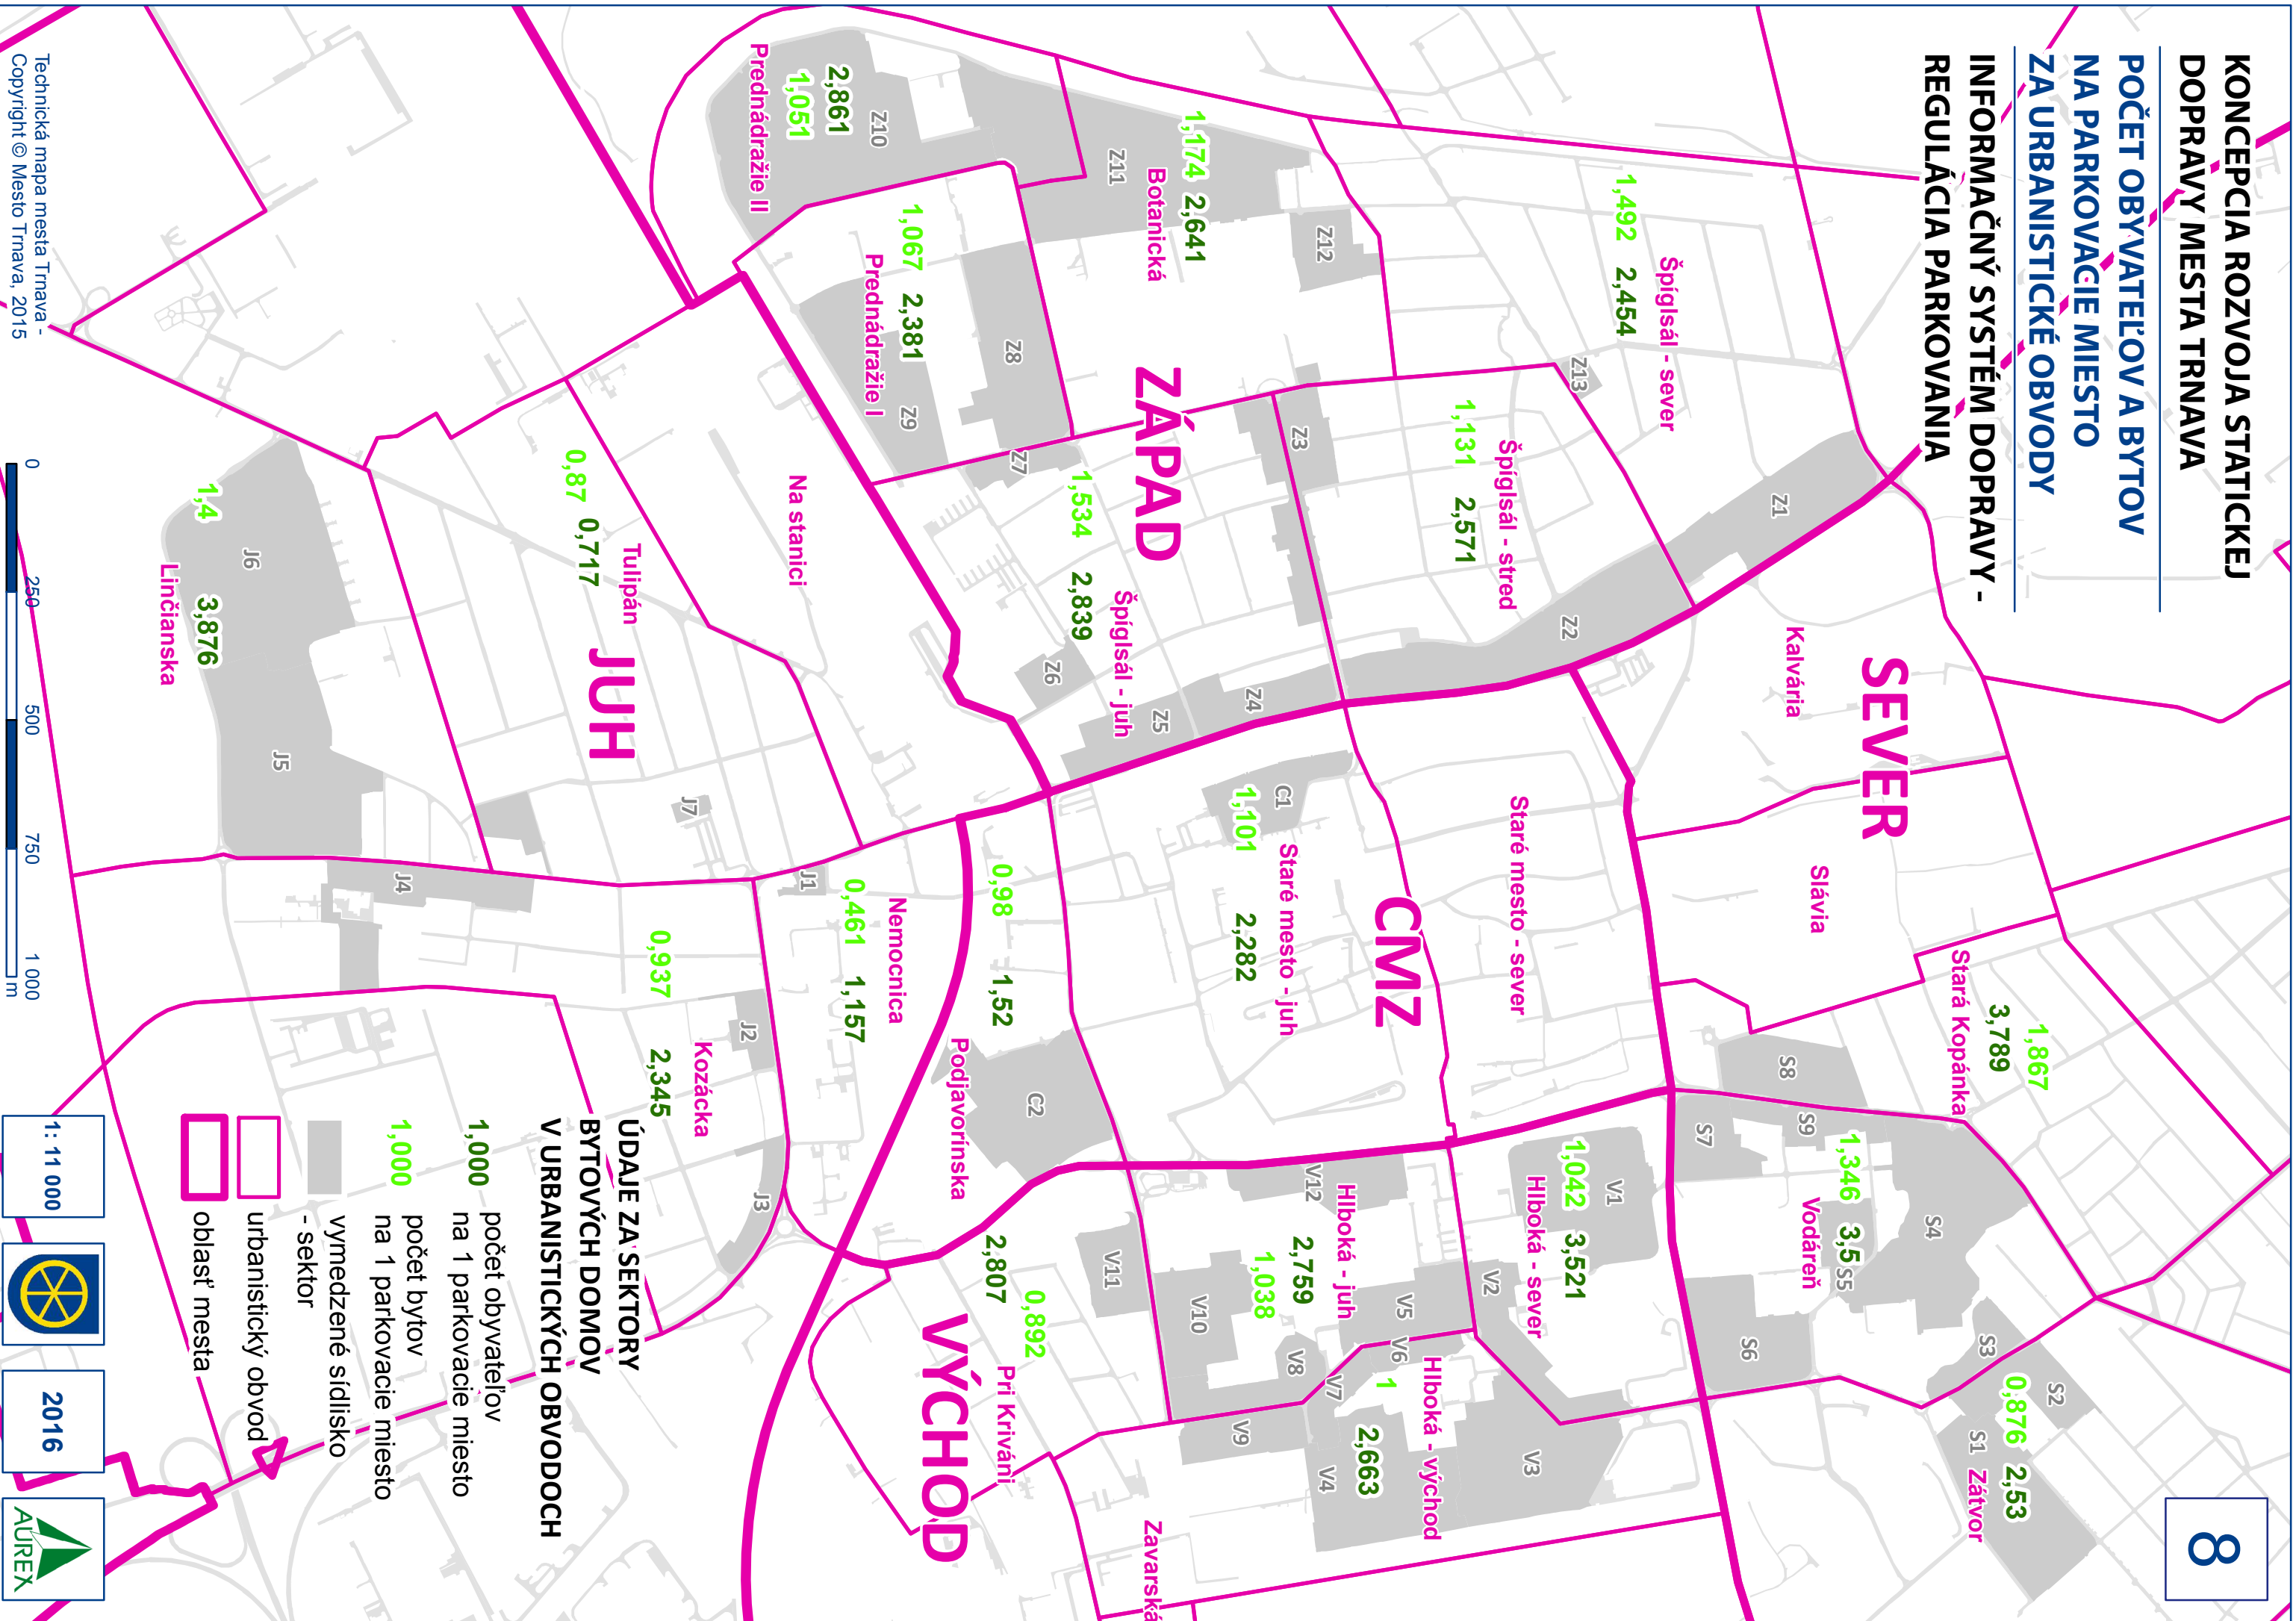 KONCEPCIA ROZVOJA STATICKEJ
DOPRAVY MESTA TRNAVA
POČET OBYVATEĽOV A BYTOV
NA PARKOVACIE MIESTO
ZA URBANISTICKÉ OBVODY
INFORMAČNÝ SYSTÉM DOPRAVY -
REGULÁCIA PARKOVANIA
8
SEVER
Kalvária
Slávia
Stará Kopánka
1,867
3,789
S8
S9
S7
1,346 3,5
Vodáreň
S4
S5
S6
S3
S2
0,876 2,53
S1
Zátvor
Špíglsál - sever
1,492 2,454
Z13
Z1
Špíglsál - stred
1,131 2,571
Z2
Z3
Z12
1,174 2,641
Botanická
Z11
ZÁPAD
Z10
2,861
1,051
Prednádražie II
1,067 2,381
Prednádražie I
Z8
Z9
Z7
1,534 2,839
Špíglsál - juh
Z6
Z5
Z4
CMZ
Staré mesto - sever
C1
1,101
Staré mesto - juh
2,282
0,98 1,52
Podjavorínska
C2
V1
1,042 3,521
Hlboká - sever
V2
V12
Hlboká - juh
2,759
1,038
V5
V6
V7
V8
V10
V11
V9
V4
V3
1
Hlboká - východ
2,663
2,807
0,892
Pri Kriváni
VÝCHOD
Zavarská
Na stanici
Tulipán
0,87 0,717
JUH
J7
J1
Nemocnica
0,461 1,157
0,937 2,345
Kozácka
J2
J3
J4
1,4 3,876
J6
J5
Linčianska
ÚDAJE ZA SEKTORY
BYTOVÝCH DOMOV
V URBANISTICKÝCH OBVODOCH
1,000 počet obyvateľov
na 1 parkovacie miesto
1,000 počet bytov
na 1 parkovacie miesto
vymedzené sídlisko
- sektor
urbanistický obvod
oblasť mesta
Technická mapa mesta Trnava -
Copyright © Mesto Trnava, 2015
0 250 500 750 1 000
m
1: 11 000
2016
AUREX